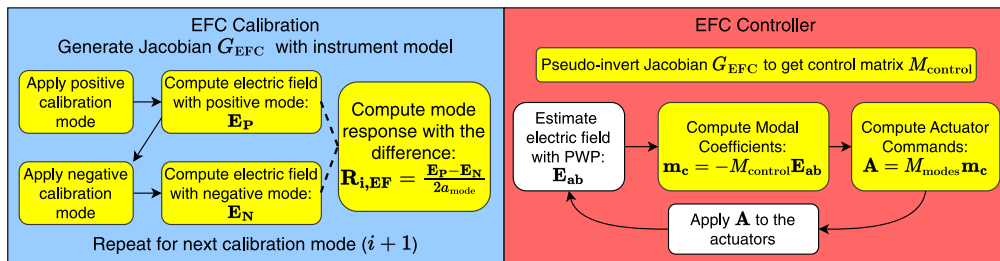 EFC Calibration
Generate Jacobian G_EFC with instrument model
Apply positive
calibration
mode
Compute electric field
with positive mode:
E_P
Apply negative
calibration
mode
Compute electric field
with negative mode:
E_N
Compute mode
response with the
difference:
R_i,EF = (E_P − E_N) / (2a_mode)
Repeat for next calibration mode (i + 1)
EFC Controller
Pseudo-invert Jacobian G_EFC to get control matrix M_control
Estimate
electric field
with PWP:
E_ab
Compute Modal
Coefficients:
m_c = −M_control E_ab
Compute Actuator
Commands:
A = M_modes m_c
Apply A to the
actuators